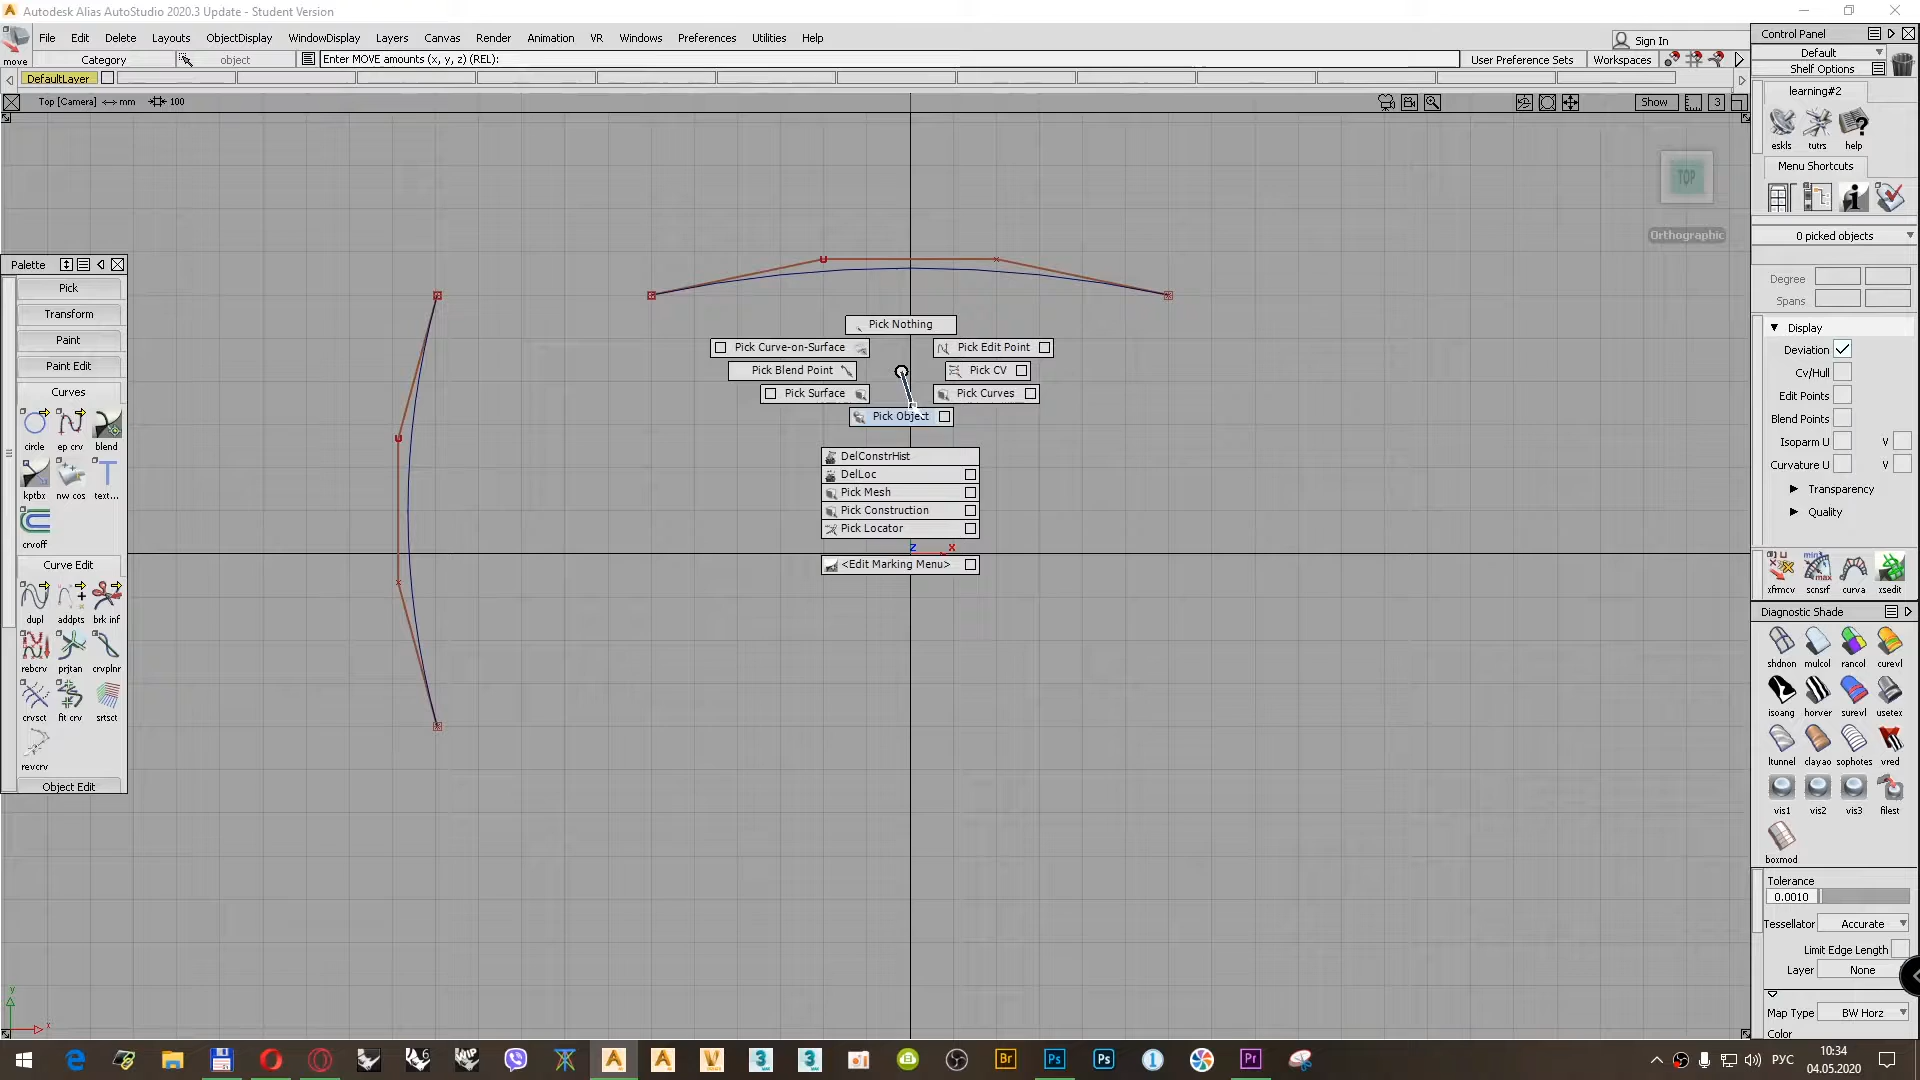 Autodesk Alias AutoStudio 2020.3 Update - Student Version
File Edit Delete Layouts ObjectDisplay WindowDisplay Layers Canvas Render Animation VR Windows Preferences Utilities Help
Sign In
move
Category
object
Enter MOVE amounts (x, y, z) (REL):
User Preference Sets
Workspaces
DefaultLayer
Top [Camera] mm 100
Show
3
TOP
Orthographic
Palette
Pick
Transform
Paint
Paint Edit
Curves
circle ep crv blend
kptbx nw cos text...
crvoff
Curve Edit
dupl addpts brk inf
rebcrv prjtan crvplnr
crvsct fit crv srtsct
revcrv
Object Edit
Pick Nothing
Pick Curve-on-Surface
Pick Edit Point
Pick Blend Point
Pick CV
Pick Surface
Pick Curves
Pick Object
DelConstrHist
DelLoc
Pick Mesh
Pick Construction
Pick Locator
<Edit Marking Menu>
z x
y
x
Control Panel
Default
Shelf Options
learning#2
eskls tutrs help
Menu Shortcuts
0 picked objects
Degree
Spans
Display
Deviation
Cv/Hull
Edit Points
Blend Points
Isoparm U V
Curvature U V
Transparency
Quality
xfrmcv scnsrf curva xsedit
Diagnostic Shade
shdnon mulcol rancol curevl
isoang horver surevl usetex
ltunnel clayao sophotes vred
vis1 vis2 vis3 filest
boxmod
Tolerance
0.0010
Tessellator Accurate
Limit Edge Length
Layer None
Map Type BW Horz
Color
РУС
10:34
04.05.2020